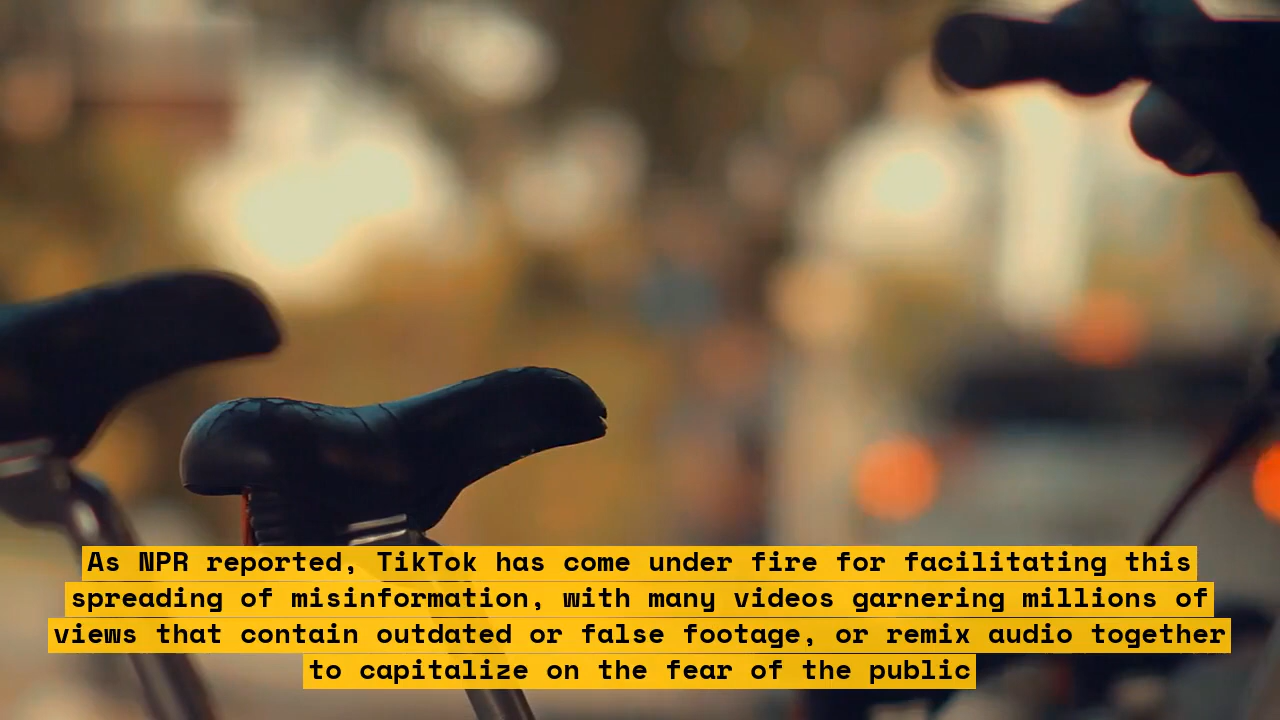 As NPR reported, TikTok has come under fire for facilitating this
spreading of misinformation, with many videos garnering millions of
views that contain outdated or false footage, or remix audio together
to capitalize on the fear of the public